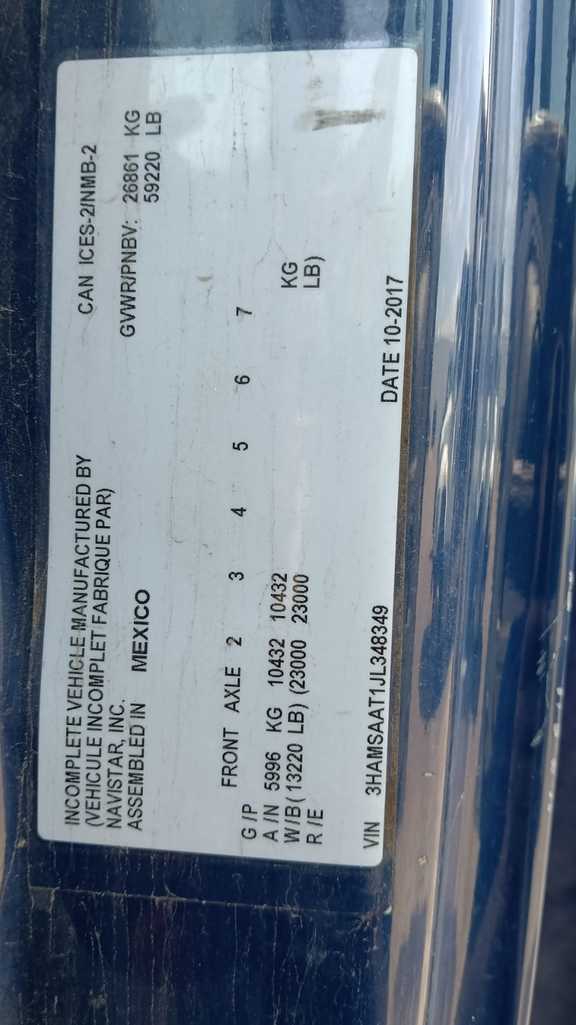 INCOMPLETE VEHICLE MANUFACTURED BY
(VEHICULE INCOMPLET FABRIQUE PAR)
NAVISTAR, INC.
ASSEMBLED IN MEXICO
CAN ICES-2/NMB-2
GVWR/PNBV: 26861 KG
59220 LB
FRONT AXLE 2 3 4 5 6 7
G /P
A /IN 5996 KG 10432 10432 KG
W/B (13220 LB) (23000 23000 LB)
R /E
VIN 3HAMSAAT1JL348349 DATE 10-2017